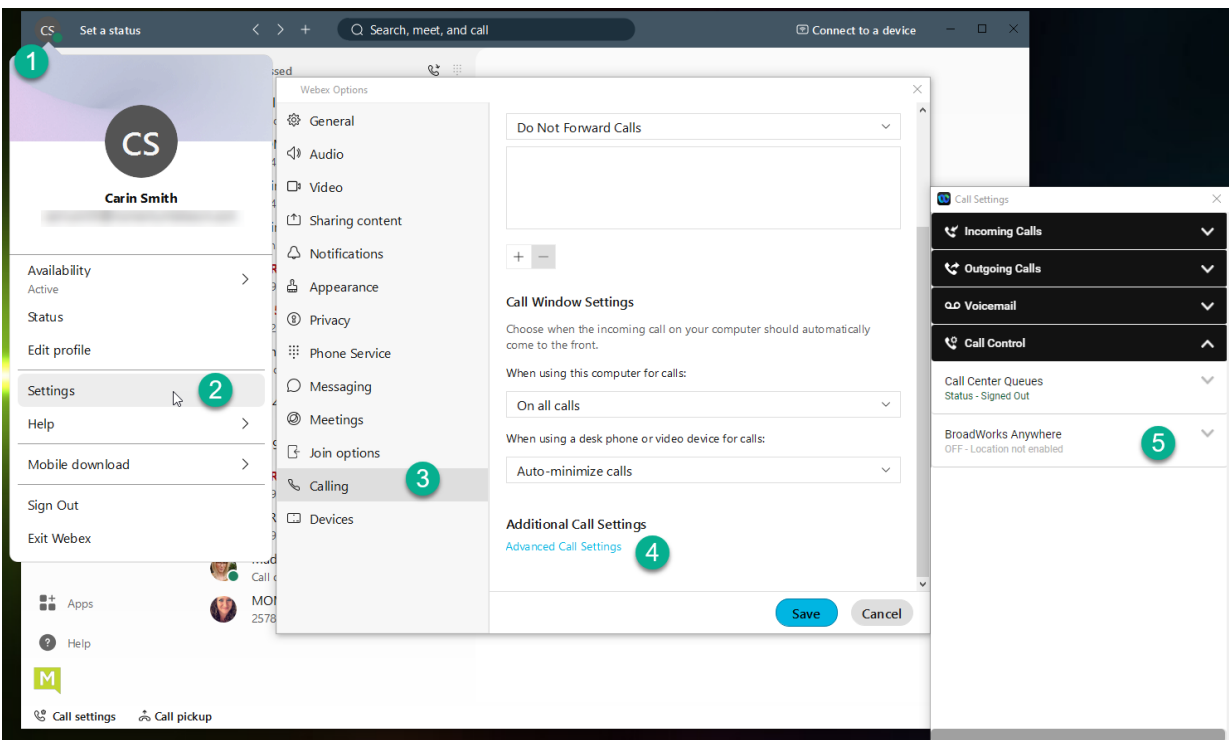 CS
Set a status
Search, meet, and call
Connect to a device
1
CS
Carin Smith
Availability
Active
Status
Edit profile
Settings
2
Help
Mobile download
Sign Out
Exit Webex
Call
257
Apps
Help
M
Call settings
Call pickup
Webex Options
General
Audio
Video
Sharing content
Notifications
Appearance
Privacy
Phone Service
Messaging
Meetings
Join options
Calling
3
Devices
Do Not Forward Calls
+
−
Call Window Settings
Choose when the incoming call on your computer should automatically
come to the front.
When using this computer for calls:
On all calls
When using a desk phone or video device for calls:
Auto-minimize calls
Additional Call Settings
Advanced Call Settings
4
Save
Cancel
Call Settings
Incoming Calls
Outgoing Calls
Voicemail
Call Control
Call Center Queues
Status - Signed Out
BroadWorks Anywhere
OFF - Location not enabled
5